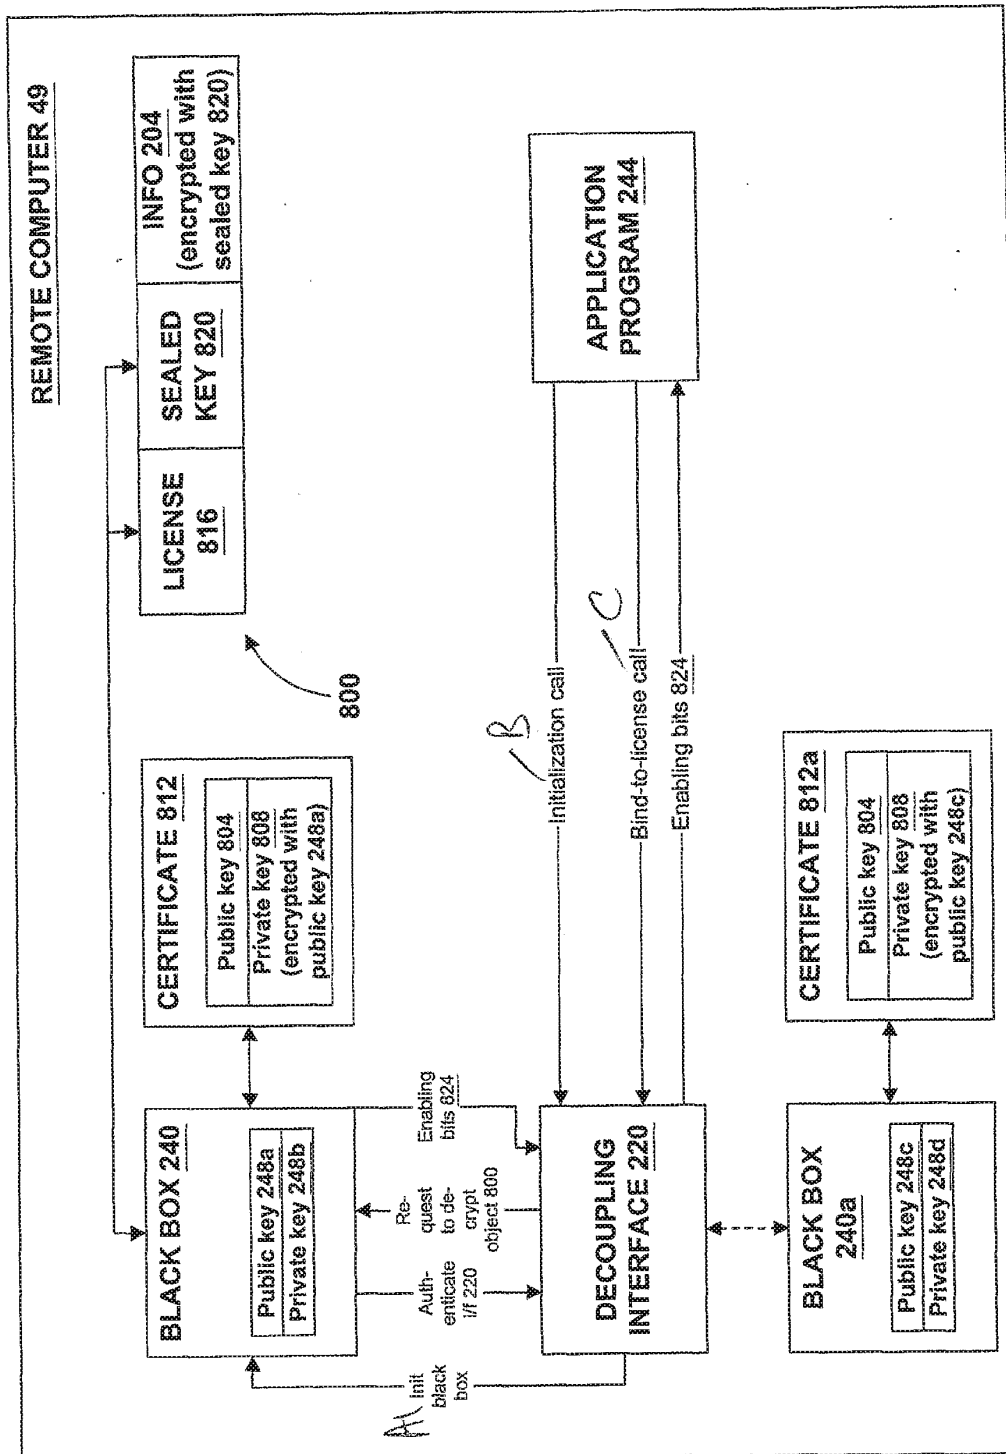 REMOTE COMPUTER 49
LICENSE
816
SEALED
KEY 820
INFO 204
(encrypted with
sealed key 820)
800
BLACK BOX 240
Public key 248a
Private key 248b
CERTIFICATE 812
Public key 804
Private key 808
(encrypted with
public key 248a)
A
Init
black
box
Auth-
enticate
i/f 220
Re-
quest
to de-
crypt
object 800
Enabling
bits 824
B
Initialization call
C
Bind-to-license call
Enabling bits 824
DECOUPLING
INTERFACE 220
APPLICATION
PROGRAM 244
BLACK BOX
240a
Public key 248c
Private key 248d
CERTIFICATE 812a
Public key 804
Private key 808
(encrypted with
public key 248c)